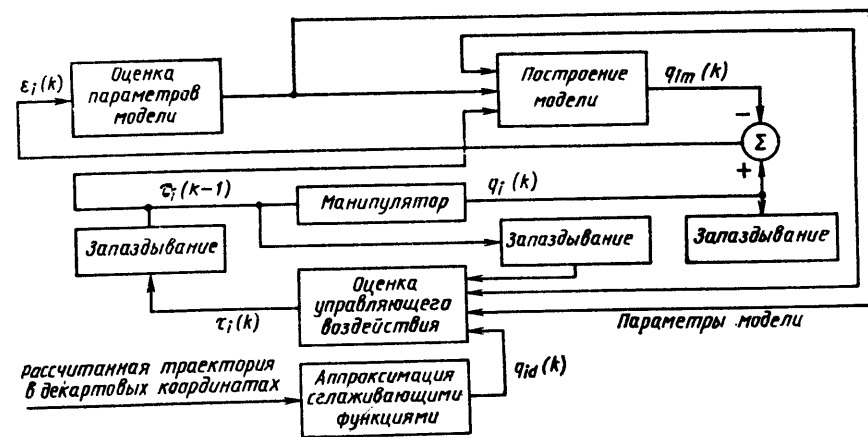 εᵢ(k)
Оценка
параметров
модели
Построение
модели
qᵢₘ(k)
−
Σ
+
τᵢ(k−1)
qᵢ(k)
Манипулятор
Запаздывание
Запаздывание
Запаздывание
Оценка
управляющего
воздействия
τᵢ(k)
Параметры модели
Рассчитанная траектория
в декартовых координатах
Аппроксимация
сглаживающими
функциями
q_id(k)